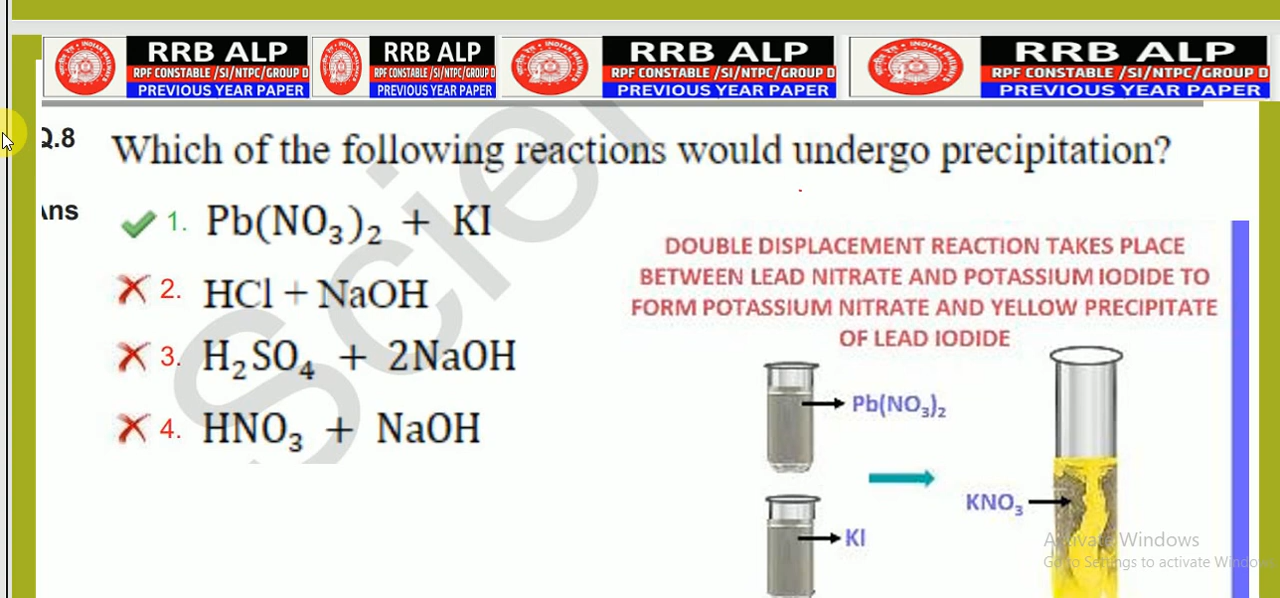 RRB ALP
RPF CONSTABLE /SI/NTPC/GROUP D
PREVIOUS YEAR PAPER
RRB ALP
RPF CONSTABLE /SI/NTPC/GROUP D
PREVIOUS YEAR PAPER
RRB ALP
RPF CONSTABLE /SI/NTPC/GROUP D
PREVIOUS YEAR PAPER
RRB ALP
RPF CONSTABLE /SI/NTPC/GROUP D
PREVIOUS YEAR PAPER
Q.8 Which of the following reactions would undergo precipitation?
Ans
1. Pb(NO₃)₂ + KI
2. HCl + NaOH
3. H₂SO₄ + 2NaOH
4. HNO₃ + NaOH
DOUBLE DISPLACEMENT REACTION TAKES PLACE
BETWEEN LEAD NITRATE AND POTASSIUM IODIDE TO
FORM POTASSIUM NITRATE AND YELLOW PRECIPITATE
OF LEAD IODIDE
Pb(NO₃)₂
KNO₃
KI
Activate Windows
Go to Settings to activate Windows